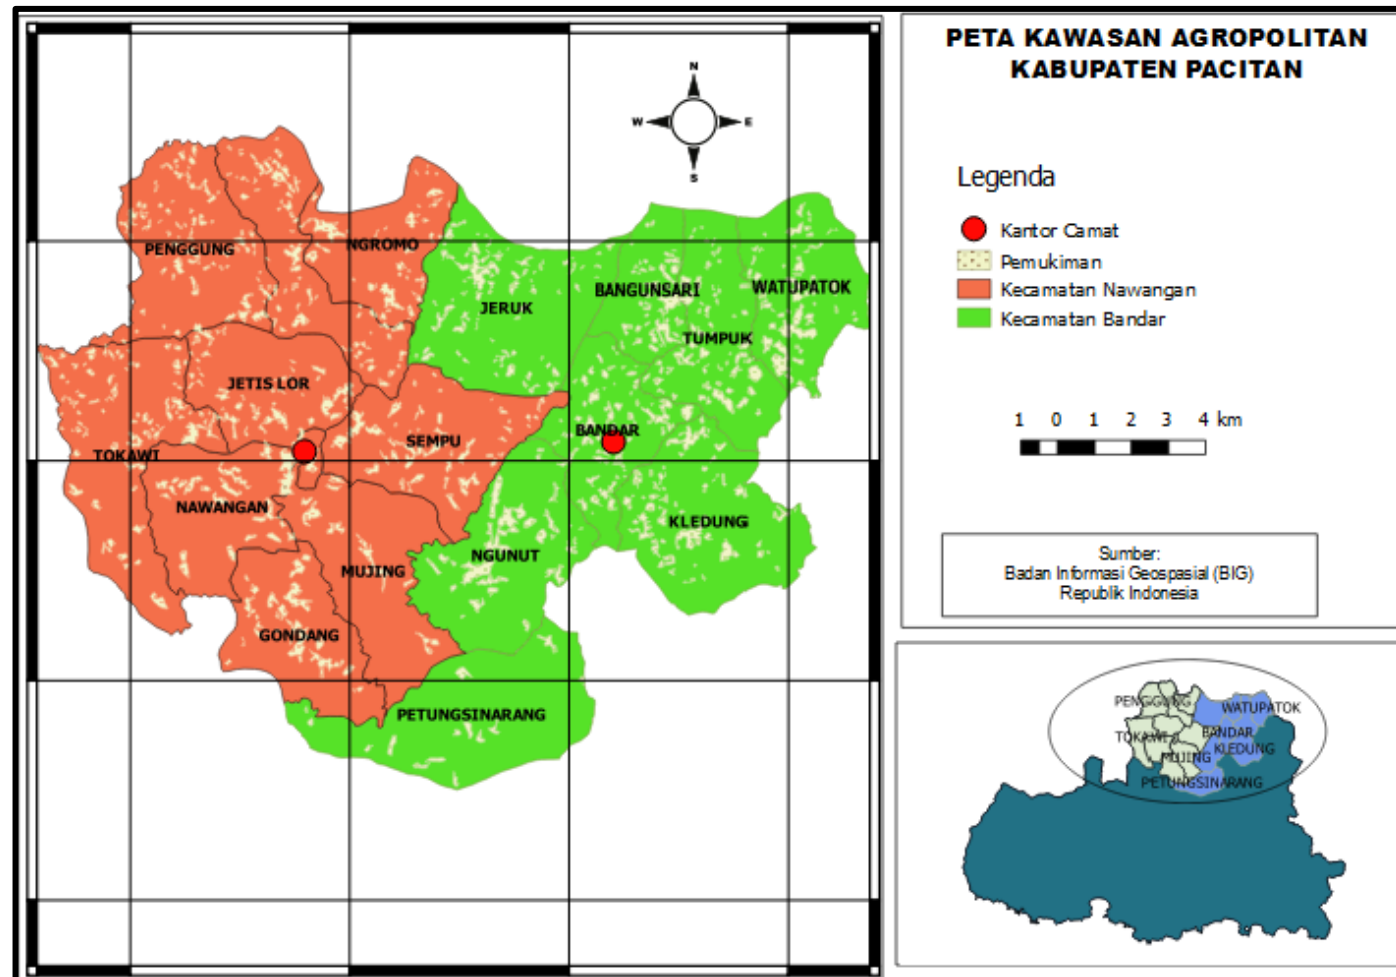 PETA KAWASAN AGROPOLITAN
KABUPATEN PACITAN
Legenda
Kantor Camat
Pemukiman
Kecamatan Nawangan
Kecamatan Bandar
1 0 1 2 3 4 km
Sumber:
Badan Informasi Geospasial (BIG)
Republik Indonesia
N
W E
S
PENGGUNG
NGROMO
JERUK
BANGUNSARI
WATUPATOK
TUMPUK
JETIS LOR
SEMPU
BANDAR
TOKAWI
NAWANGAN
KLEDUNG
NGUNUT
MUJING
GONDANG
PETUNGSINARANG
PENGGUNG
WATUPATOK
TOKAWI
BANDAR
KLEDUNG
MUJING
PETUNGSINARANG